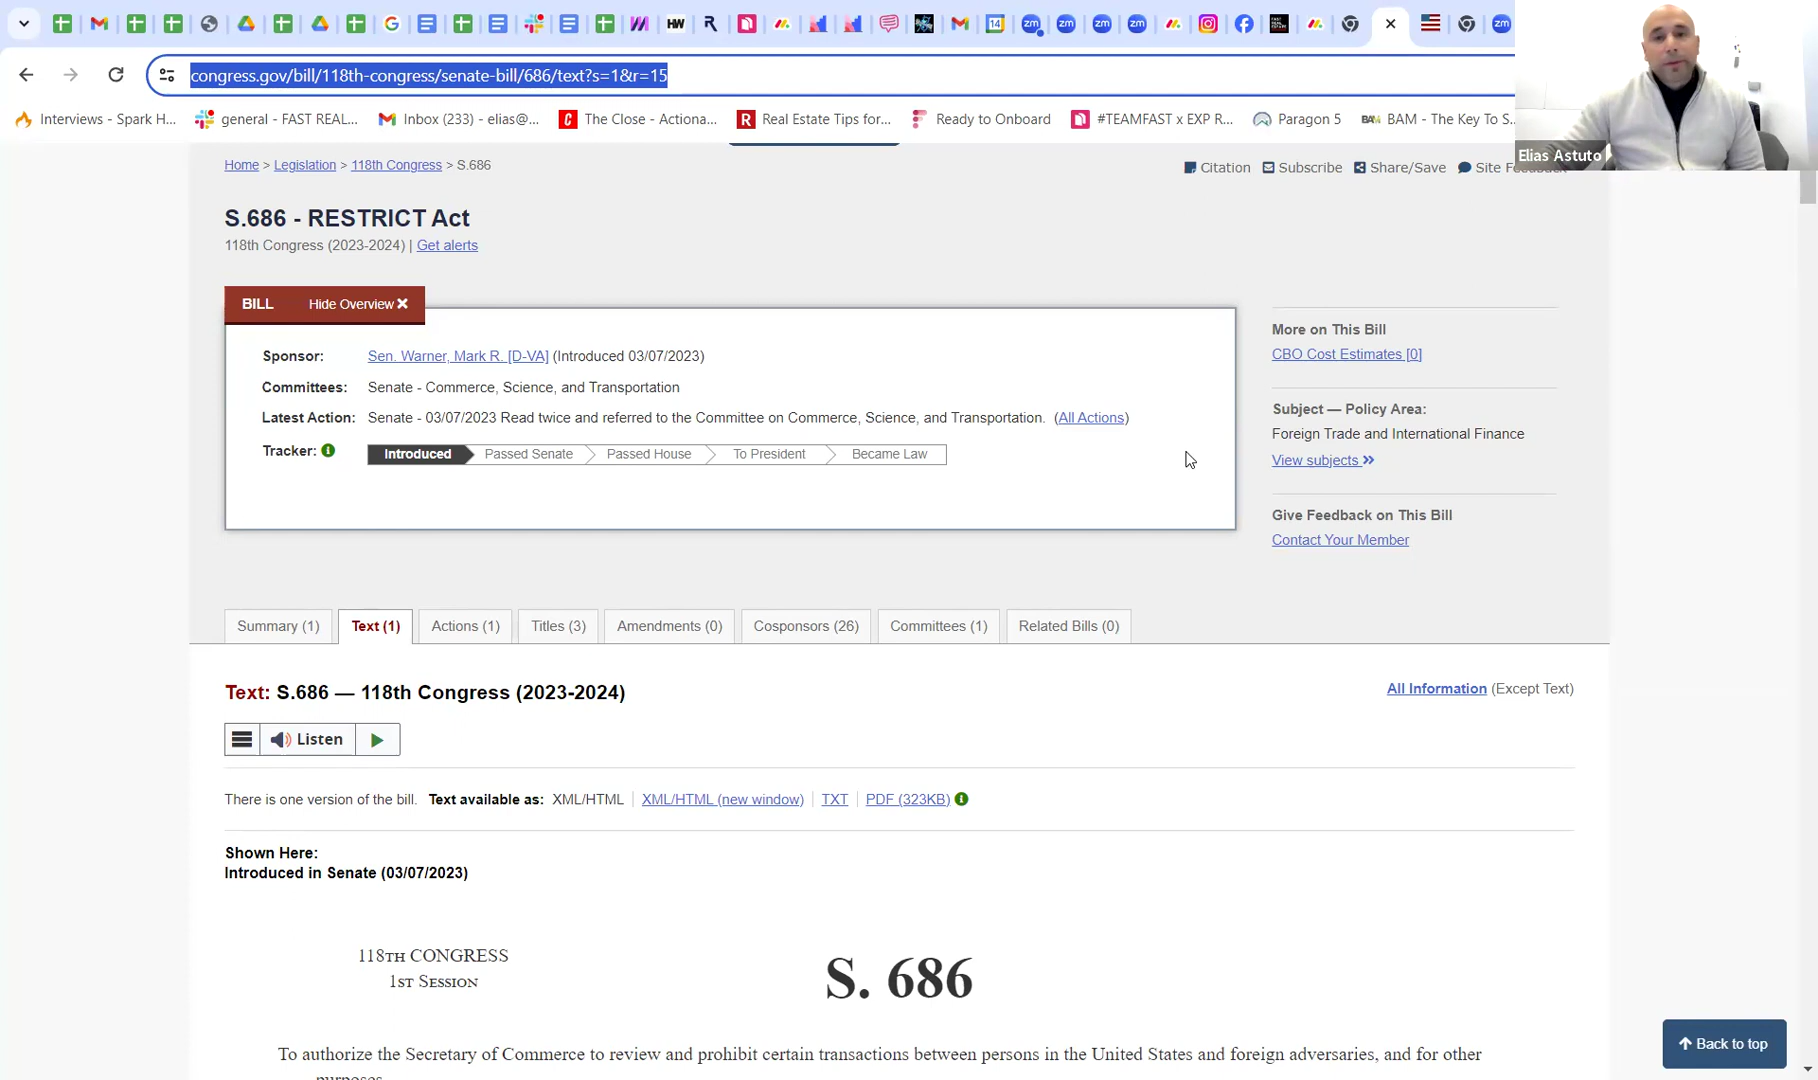 congress.gov/bill/118th-congress/senate-bill/686/text?s=1&r=15
Interviews - Spark H...
general - FAST REAL...
Inbox (233) - elias@...
The Close - Actiona...
Real Estate Tips for...
Ready to Onboard
#TEAMFAST x EXP R...
Paragon 5
BAM - The Key To S...
Elias Astuto
Home > Legislation > 118th Congress > S.686
Citation
Subscribe
Share/Save
Site Feedback
S.686 - RESTRICT Act
118th Congress (2023-2024) | Get alerts
BILL Hide Overview
Sponsor: Sen. Warner, Mark R. [D-VA] (Introduced 03/07/2023)
Committees: Senate - Commerce, Science, and Transportation
Latest Action: Senate - 03/07/2023 Read twice and referred to the Committee on Commerce, Science, and Transportation. (All Actions)
Tracker: Introduced Passed Senate Passed House To President Became Law
More on This Bill
CBO Cost Estimates [0]
Subject — Policy Area:
Foreign Trade and International Finance
View subjects
Give Feedback on This Bill
Contact Your Member
Summary (1)
Text (1)
Actions (1)
Titles (3)
Amendments (0)
Cosponsors (26)
Committees (1)
Related Bills (0)
Text: S.686 — 118th Congress (2023-2024)
All Information (Except Text)
Listen
There is one version of the bill. Text available as: XML/HTML | XML/HTML (new window) | TXT | PDF (323KB)
Shown Here:
Introduced in Senate (03/07/2023)
118TH CONGRESS
1ST SESSION
S. 686
To authorize the Secretary of Commerce to review and prohibit certain transactions between persons in the United States and foreign adversaries, and for other
purposes.
Back to top